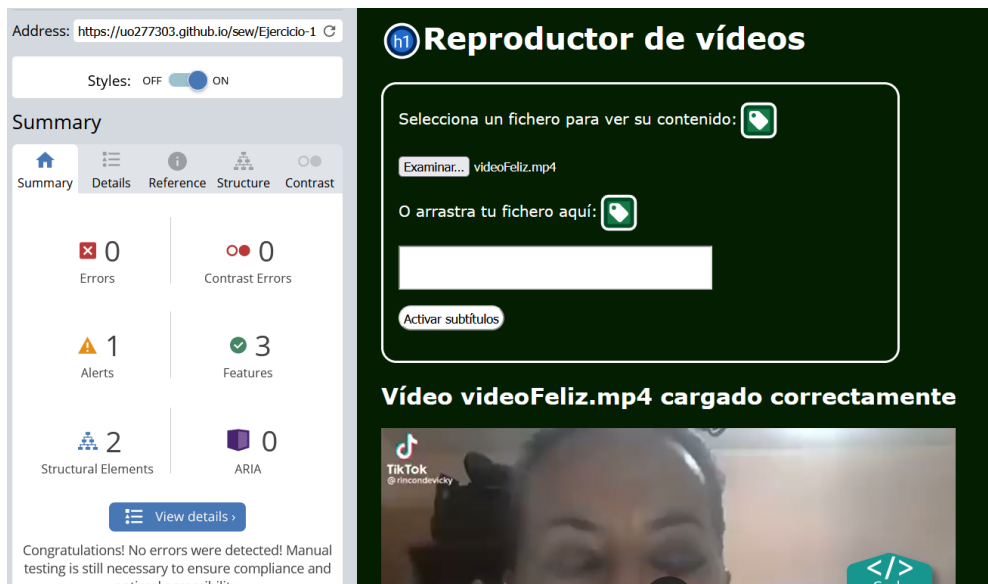 Address: https://uo277303.github.io/sew/Ejercicio-1
Styles: OFF ON
Summary
Summary Details Reference Structure Contrast
0
Errors
0
Contrast Errors
1
Alerts
3
Features
2
Structural Elements
0
ARIA
View details ›
Congratulations! No errors were detected! Manual
testing is still necessary to ensure compliance and
h1 Reproductor de vídeos
Selecciona un fichero para ver su contenido:
Examinar... videoFeliz.mp4
O arrastra tu fichero aquí:
Activar subtítulos
Vídeo videoFeliz.mp4 cargado correctamente
TikTok
@rincondevicky
</>